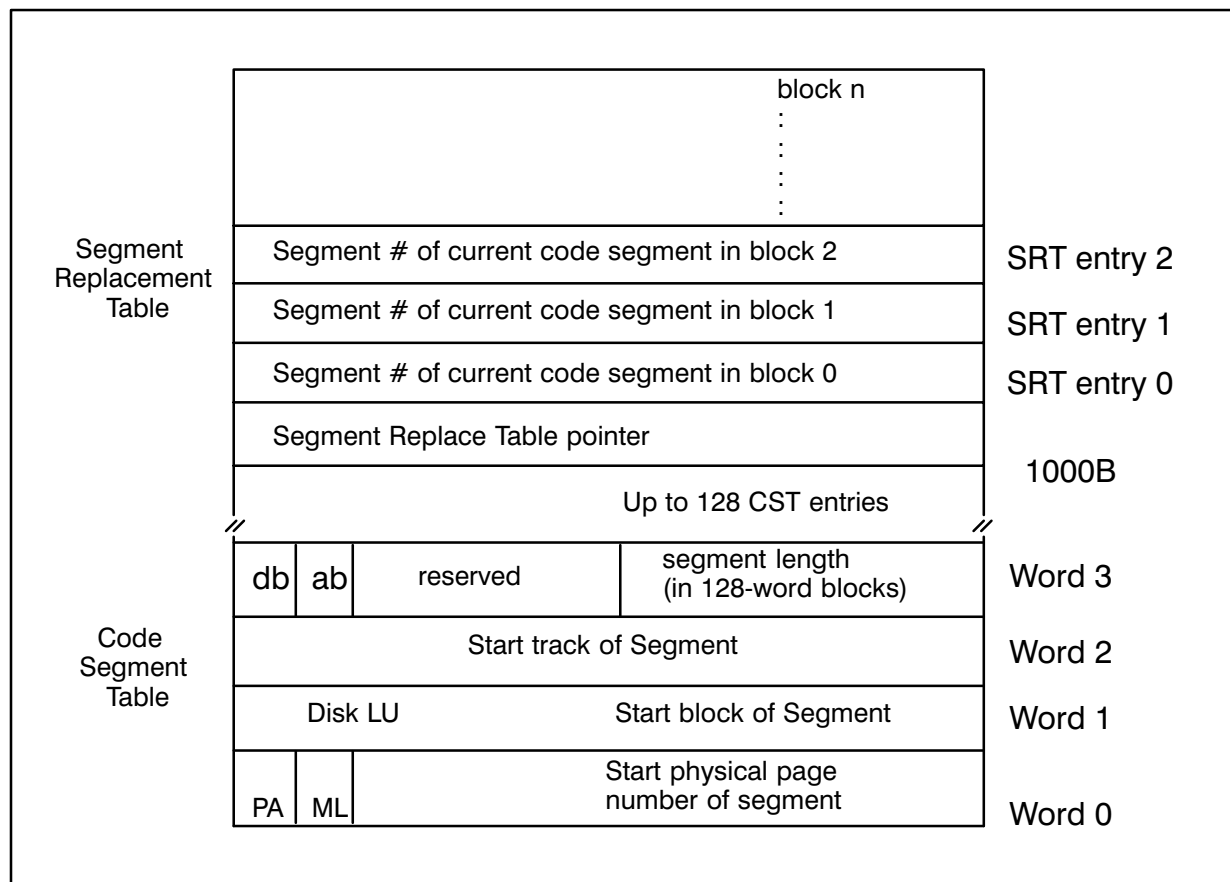 block n
Segment
Replacement
Table
Segment # of current code segment in block 2
SRT entry 2
Segment # of current code segment in block 1
SRT entry 1
Segment # of current code segment in block 0
SRT entry 0
Segment Replace Table pointer
1000B
Up to 128 CST entries
db
ab
reserved
segment length
(in 128-word blocks)
Word 3
Code
Segment
Table
Start track of Segment
Word 2
Disk LU
Start block of Segment
Word 1
PA
ML
Start physical page
number of segment
Word 0